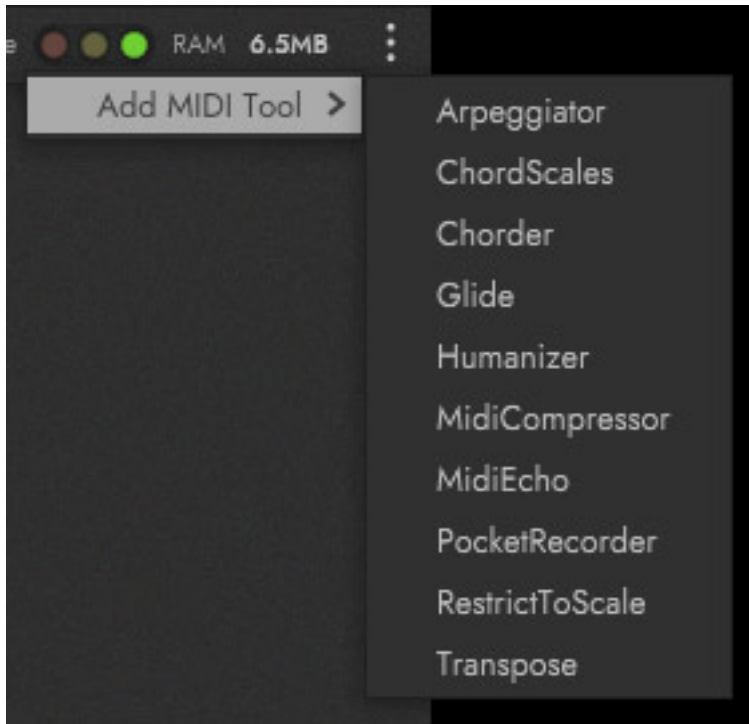 e RAM 6.5MB
Add MIDI Tool >
Arpeggiator
ChordScales
Chorder
Glide
Humanizer
MidiCompressor
MidiEcho
PocketRecorder
RestrictToScale
Transpose